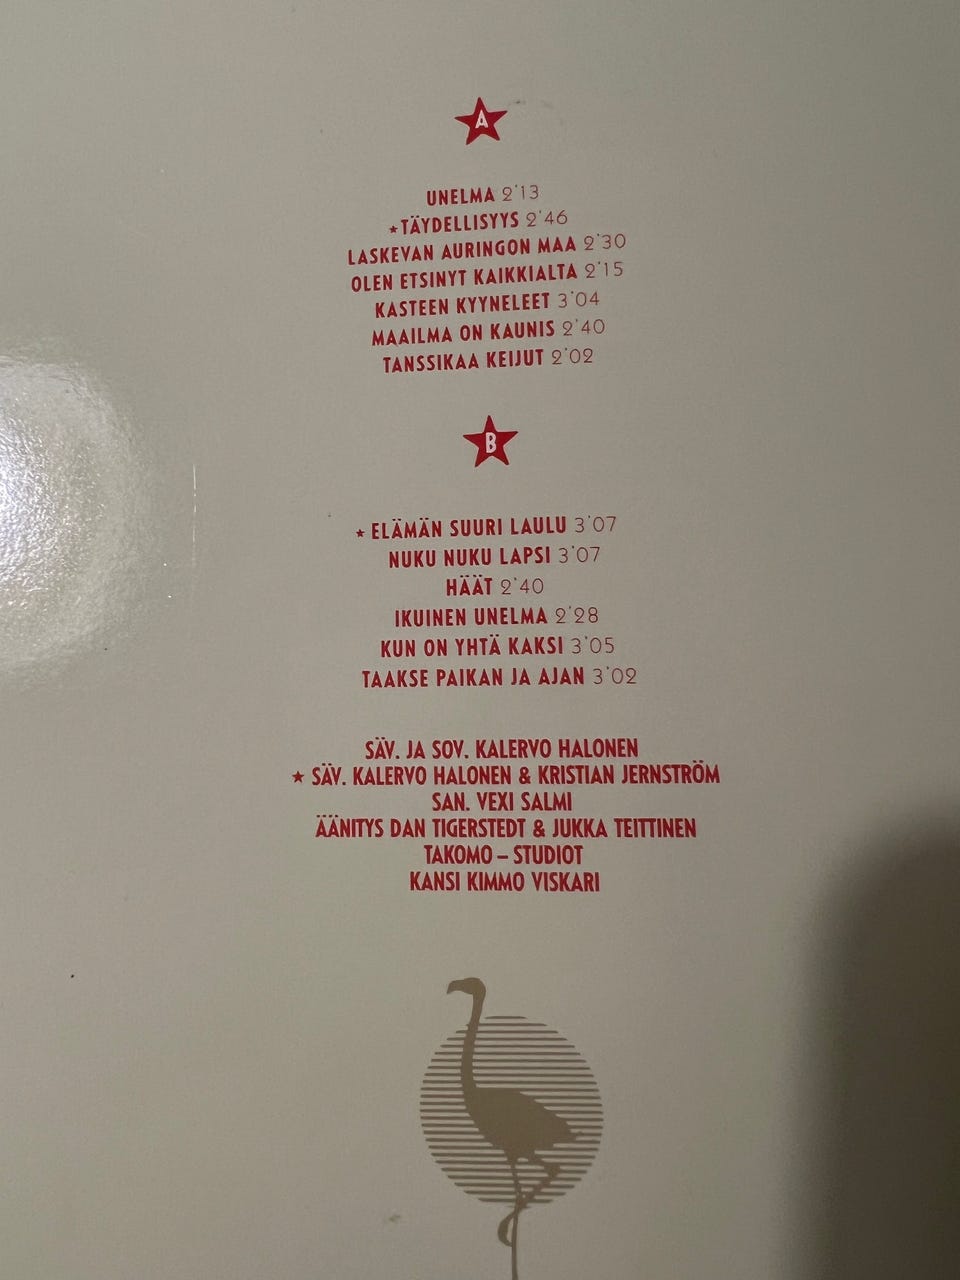 A
UNELMA 2'13
★TÄYDELLISYYS 2'46
LASKEVAN AURINGON MAA 2'30
OLEN ETSINYT KAIKKIALTA 2'15
KASTEEN KYYNELEET 3'04
MAAILMA ON KAUNIS 2'40
TANSSIKAA KEIJUT 2'02
B
★ ELÄMÄN SUURI LAULU 3'07
NUKU NUKU LAPSI 3'07
HÄÄT 2'40
IKUINEN UNELMA 2'28
KUN ON YHTÄ KAKSI 3'05
TAAKSE PAIKAN JA AJAN 3'02
SÄV. JA SOV. KALERVO HALONEN
★ SÄV. KALERVO HALONEN & KRISTIAN JERNSTRÖM
SAN. VEXI SALMI
ÄÄNITYS DAN TIGERSTEDT & JUKKA TEITTINEN
TAKOMO – STUDIOT
KANSI KIMMO VISKARI